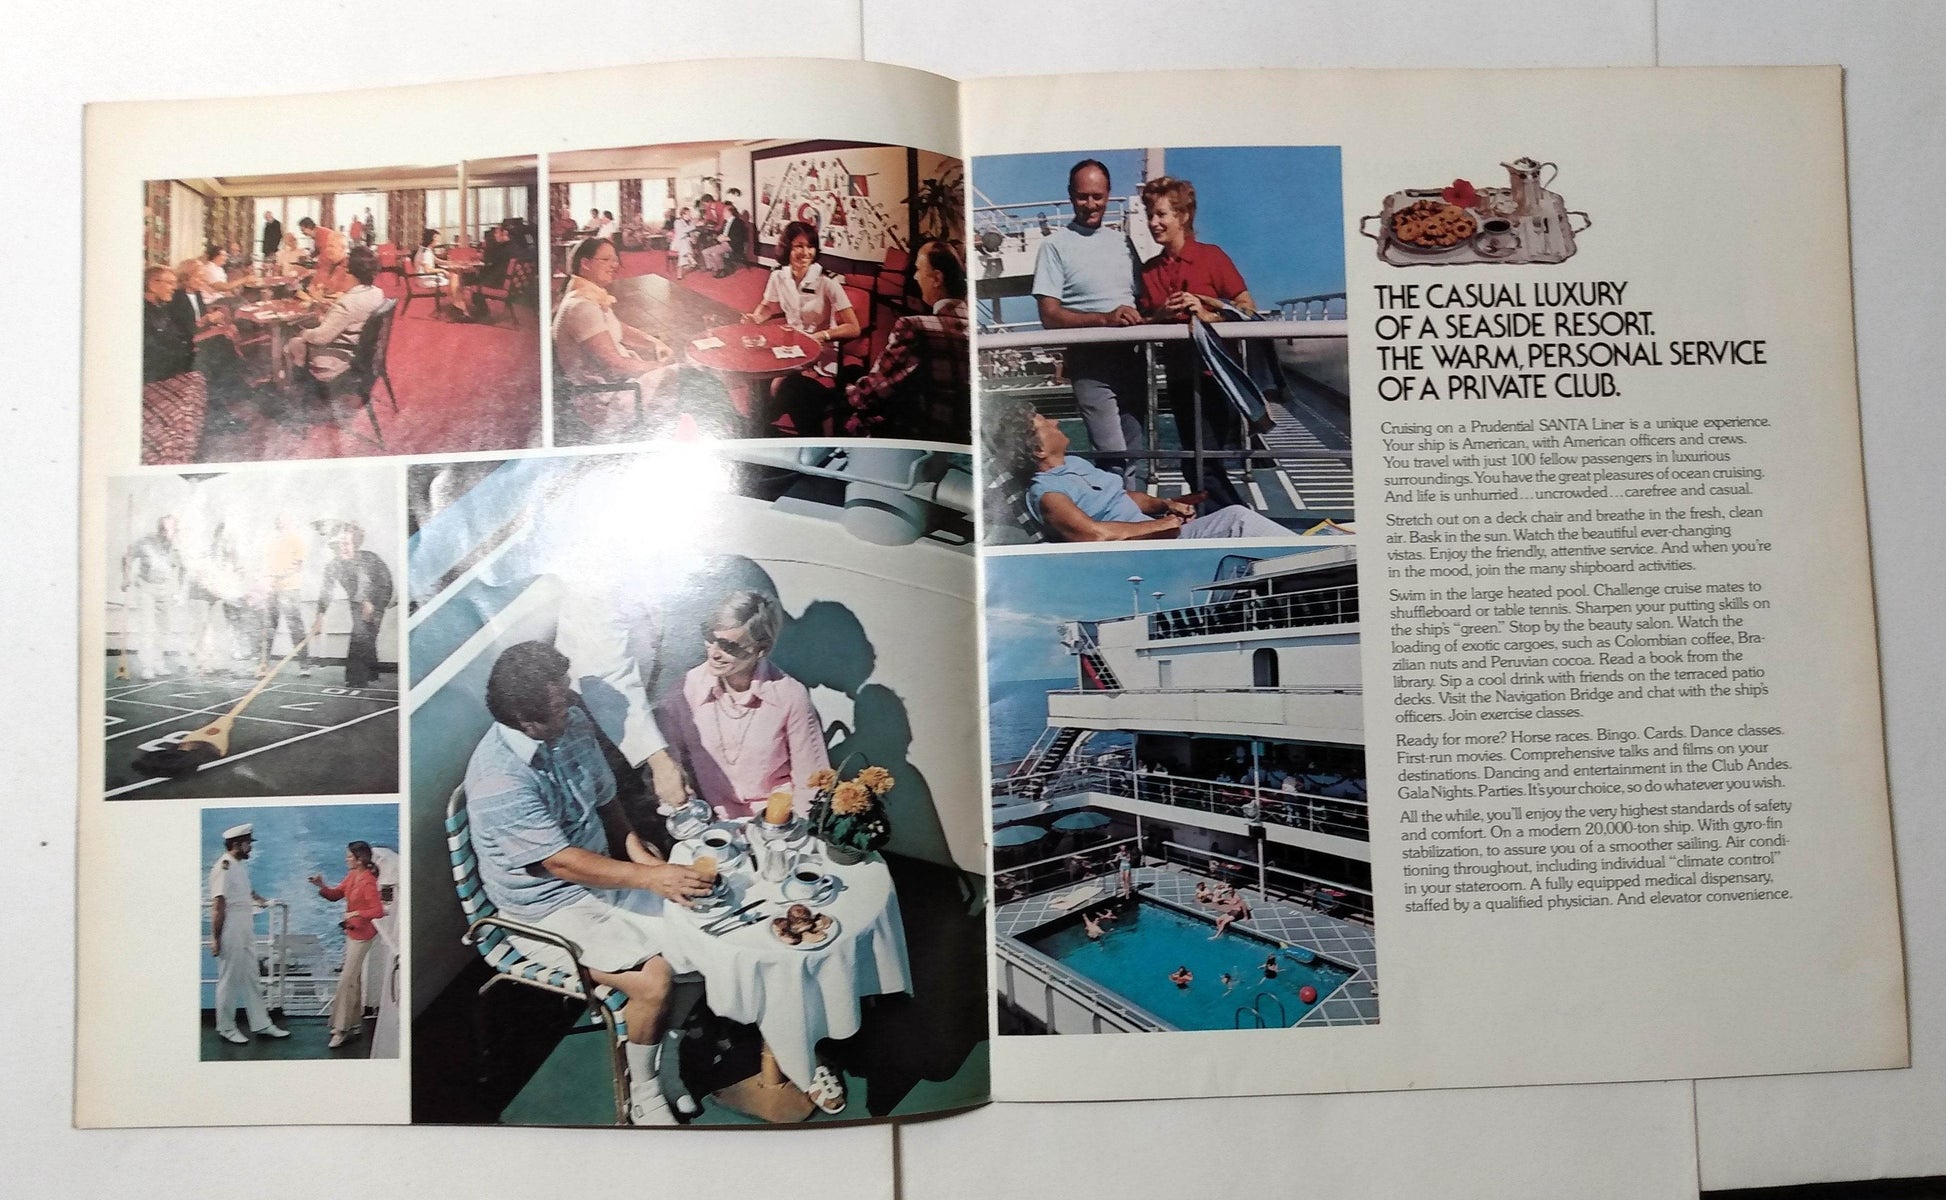 THE CASUAL LUXURY
OF A SEASIDE RESORT.
THE WARM, PERSONAL SERVICE
OF A PRIVATE CLUB.
Cruising on a Prudential SANTA Liner is a unique experience.
Your ship is American, with American officers and crews.
You travel with just 100 fellow passengers in luxurious
surroundings. You have the great pleasures of ocean cruising.
And life is unhurried...uncrowded...carefree and casual.
Stretch out on a deck chair and breathe in the fresh, clean
air. Bask in the sun. Watch the beautiful ever-changing
vistas. Enjoy the friendly, attentive service. And when you're
in the mood, join the many shipboard activities.
Swim in the large heated pool. Challenge cruise mates to
shuffleboard or table tennis. Sharpen your putting skills on
the ship's "green." Stop by the beauty salon. Watch the
loading of exotic cargoes, such as Colombian coffee, Bra-
zilian nuts and Peruvian cocoa. Read a book from the
library. Sip a cool drink with friends on the terraced patio
decks. Visit the Navigation Bridge and chat with the ship's
officers. Join exercise classes.
Ready for more? Horse races. Bingo. Cards. Dance classes.
First-run movies. Comprehensive talks and films on your
destinations. Dancing and entertainment in the Club Andes.
Gala Nights. Parties. It's your choice, so do whatever you wish.
All the while, you'll enjoy the very highest standards of safety
and comfort. On a modern 20,000-ton ship. With gyro-fin
stabilization, to assure you of a smoother sailing. Air condi-
tioning throughout, including individual "climate control"
in your stateroom. A fully equipped medical dispensary,
staffed by a qualified physician. And elevator convenience.